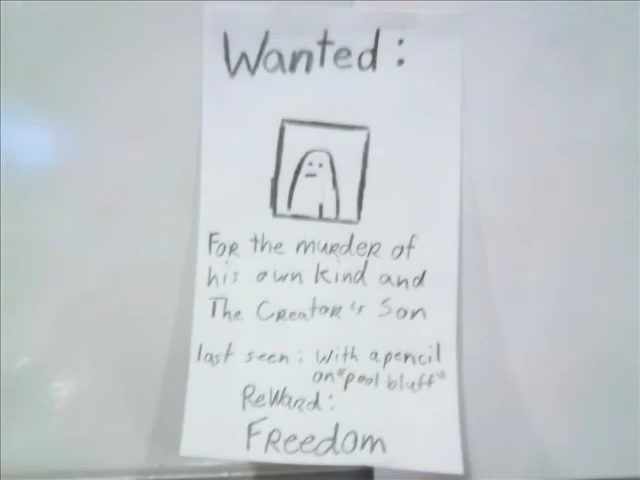 Wanted:
For the murder of
his own kind and
The Creator's Son
last seen: with a pencil
on "pool bluff"
Reward:
Freedom